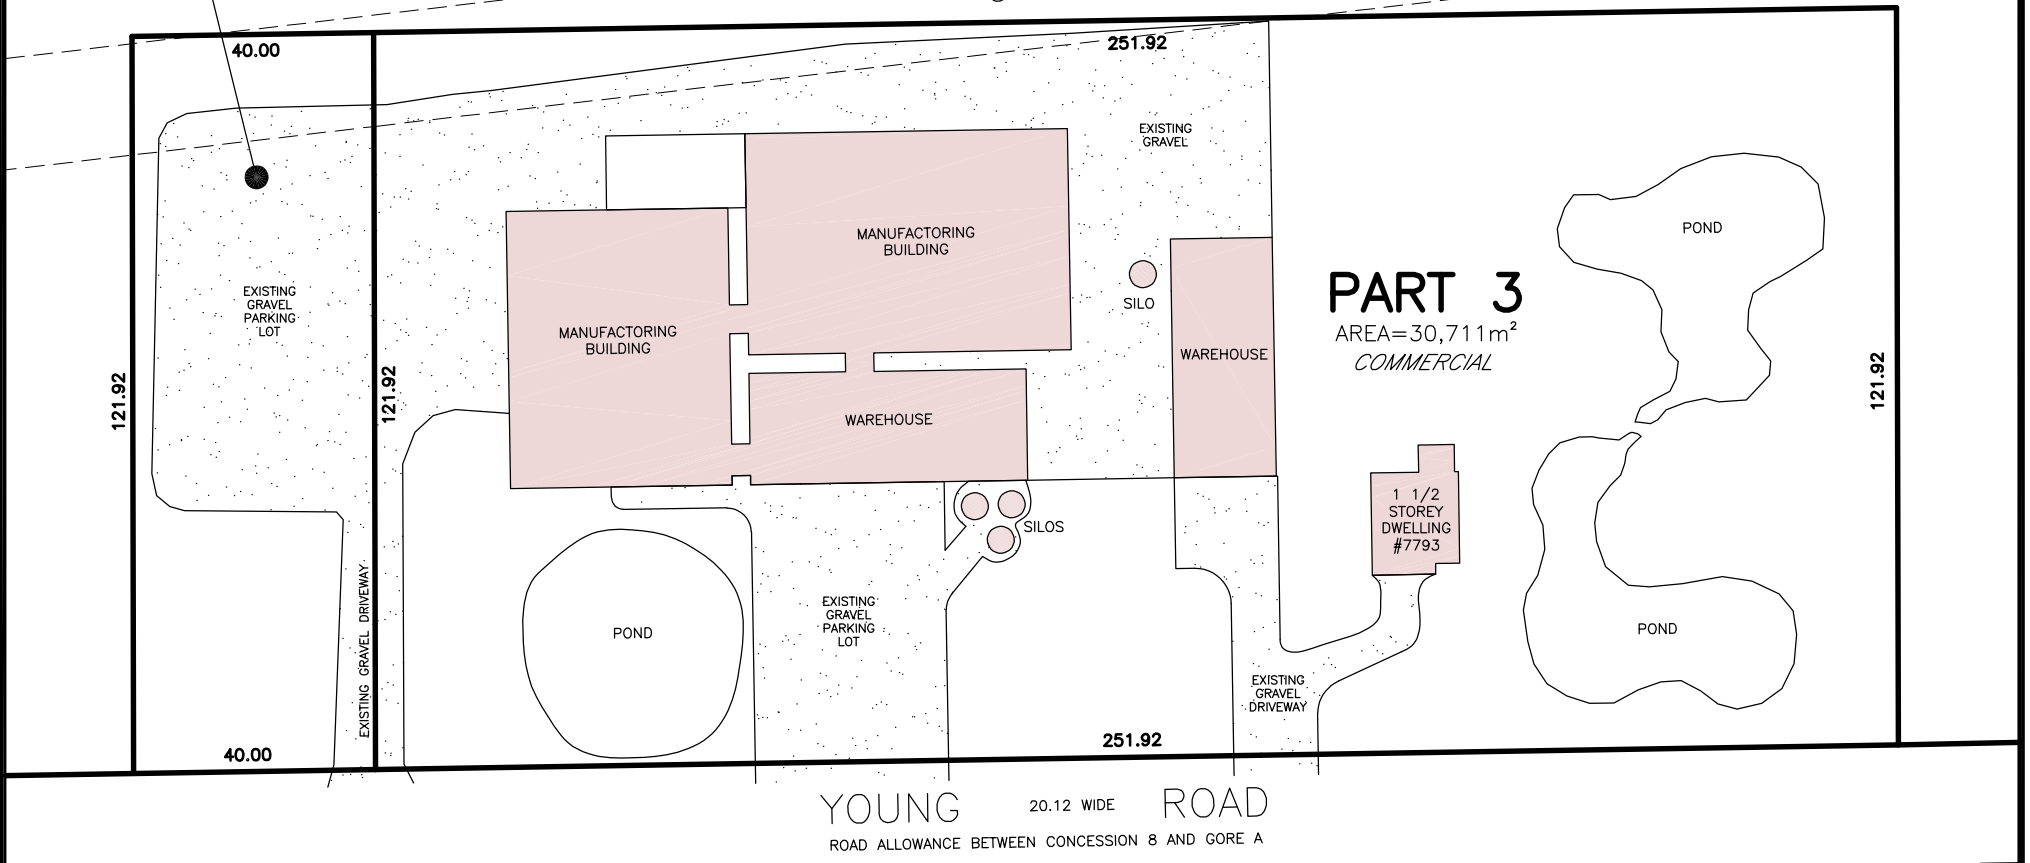 40.00
251.92
EXISTING
GRAVEL
MANUFACTORING
BUILDING
POND
EXISTING
GRAVEL
PARKING
LOT
SILO
PART 3
AREA=30,711m²
COMMERCIAL
MANUFACTORING
BUILDING
WAREHOUSE
121.92
121.92
121.92
WAREHOUSE
1 1/2
STOREY
DWELLING
#7793
SILOS
EXISTING GRAVEL DRIVEWAY
POND
EXISTING
GRAVEL
PARKING
LOT
POND
EXISTING
GRAVEL
DRIVEWAY
40.00
251.92
YOUNG 20.12 WIDE ROAD
ROAD ALLOWANCE BETWEEN CONCESSION 8 AND GORE A